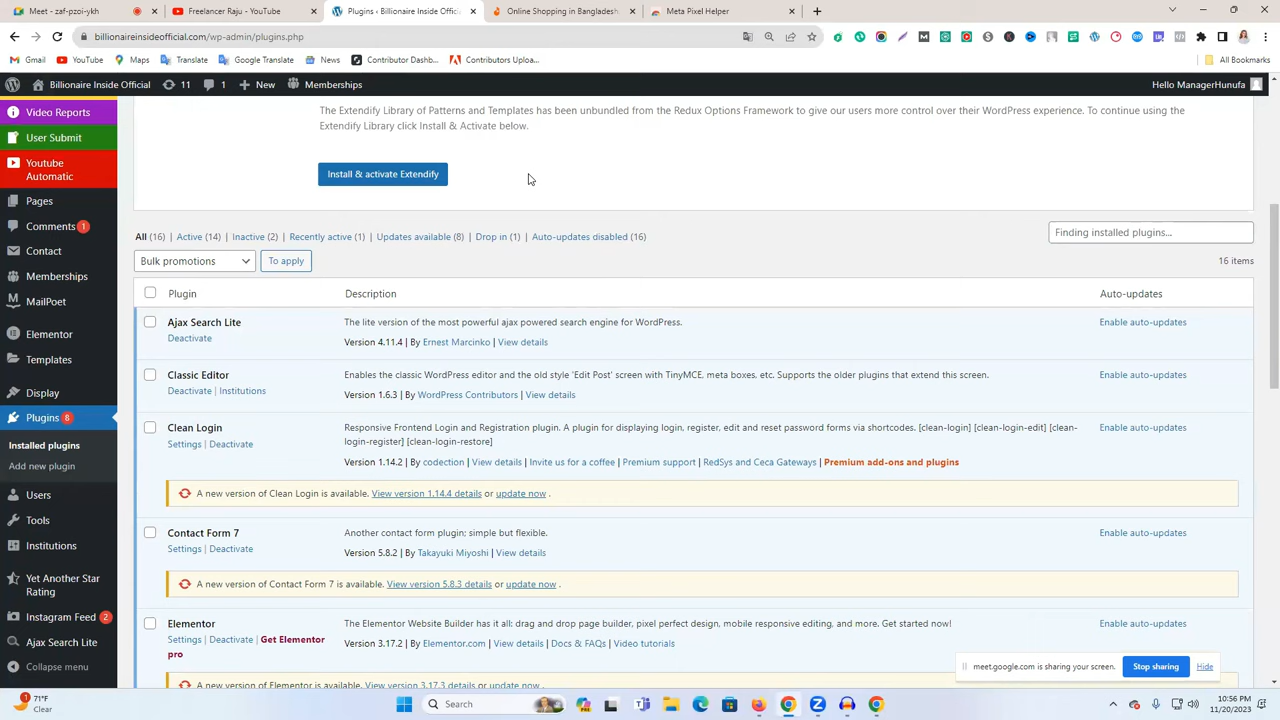 Meet - zaf-pzoi-ykh
Freelancer Raju - YouTube
Plugins ‹ Billionaire Inside Offici
Online Shopping in Bangladesh
Meta Pixel Helper
billionaireinsideofficial.com/wp-admin/plugins.php
Gmail
YouTube
Maps
Translate
Google Translate
News
Contributor Dashb...
Contributors Uploa...
All Bookmarks
Billionaire Inside Official
11
1
New
Memberships
Hello ManagerHunufa
Video Reports
User Submit
Youtube
Automatic
Pages
Comments 1
Contact
Memberships
MailPoet
Elementor
Templates
Display
Plugins 8
Installed plugins
Add new plugin
Users
Tools
Institutions
Yet Another Star
Rating
Instagram Feed 2
Ajax Search Lite
Collapse menu
The Extendify Library of Patterns and Templates has been unbundled from the Redux Options Framework to give our users more control over their WordPress experience. To continue using the
Extendify Library click Install & Activate below.
Install & activate Extendify
All (16) | Active (14) | Inactive (2) | Recently active (1) | Updates available (8) | Drop in (1) | Auto-updates disabled (16)
Finding installed plugins...
Bulk promotions
To apply
16 items
Plugin
Description
Auto-updates
Ajax Search Lite
The lite version of the most powerful ajax powered search engine for WordPress.
Enable auto-updates
Deactivate
Version 4.11.4 | By Ernest Marcinko | View details
Classic Editor
Enables the classic WordPress editor and the old style 'Edit Post' screen with TinyMCE, meta boxes, etc. Supports the older plugins that extend this screen.
Enable auto-updates
Deactivate | Institutions
Version 1.6.3 | By WordPress Contributors | View details
Clean Login
Responsive Frontend Login and Registration plugin. A plugin for displaying login, register, edit and reset password forms via shortcodes. [clean-login] [clean-login-edit] [clean-
login-register] [clean-login-restore]
Enable auto-updates
Settings | Deactivate
Version 1.14.2 | By codection | View details | Invite us for a coffee | Premium support | RedSys and Ceca Gateways | Premium add-ons and plugins
A new version of Clean Login is available. View version 1.14.4 details or update now .
Contact Form 7
Another contact form plugin; simple but flexible.
Enable auto-updates
Settings | Deactivate
Version 5.8.2 | By Takayuki Miyoshi | View details
A new version of Contact Form 7 is available. View version 5.8.3 details or update now .
Elementor
The Elementor Website Builder has it all: drag and drop page builder, pixel perfect design, mobile responsive editing, and more. Get started now!
Enable auto-updates
Settings | Deactivate | Get Elementor
pro
Version 3.17.2 | By Elementor.com | View details | Docs & FAQs | Video tutorials
A new version of Elementor is available. View version 3.17.3 details or update now .
meet.google.com is sharing your screen.
Stop sharing
Hide
71°F
Clear
Search
10:56 PM
11/20/2023